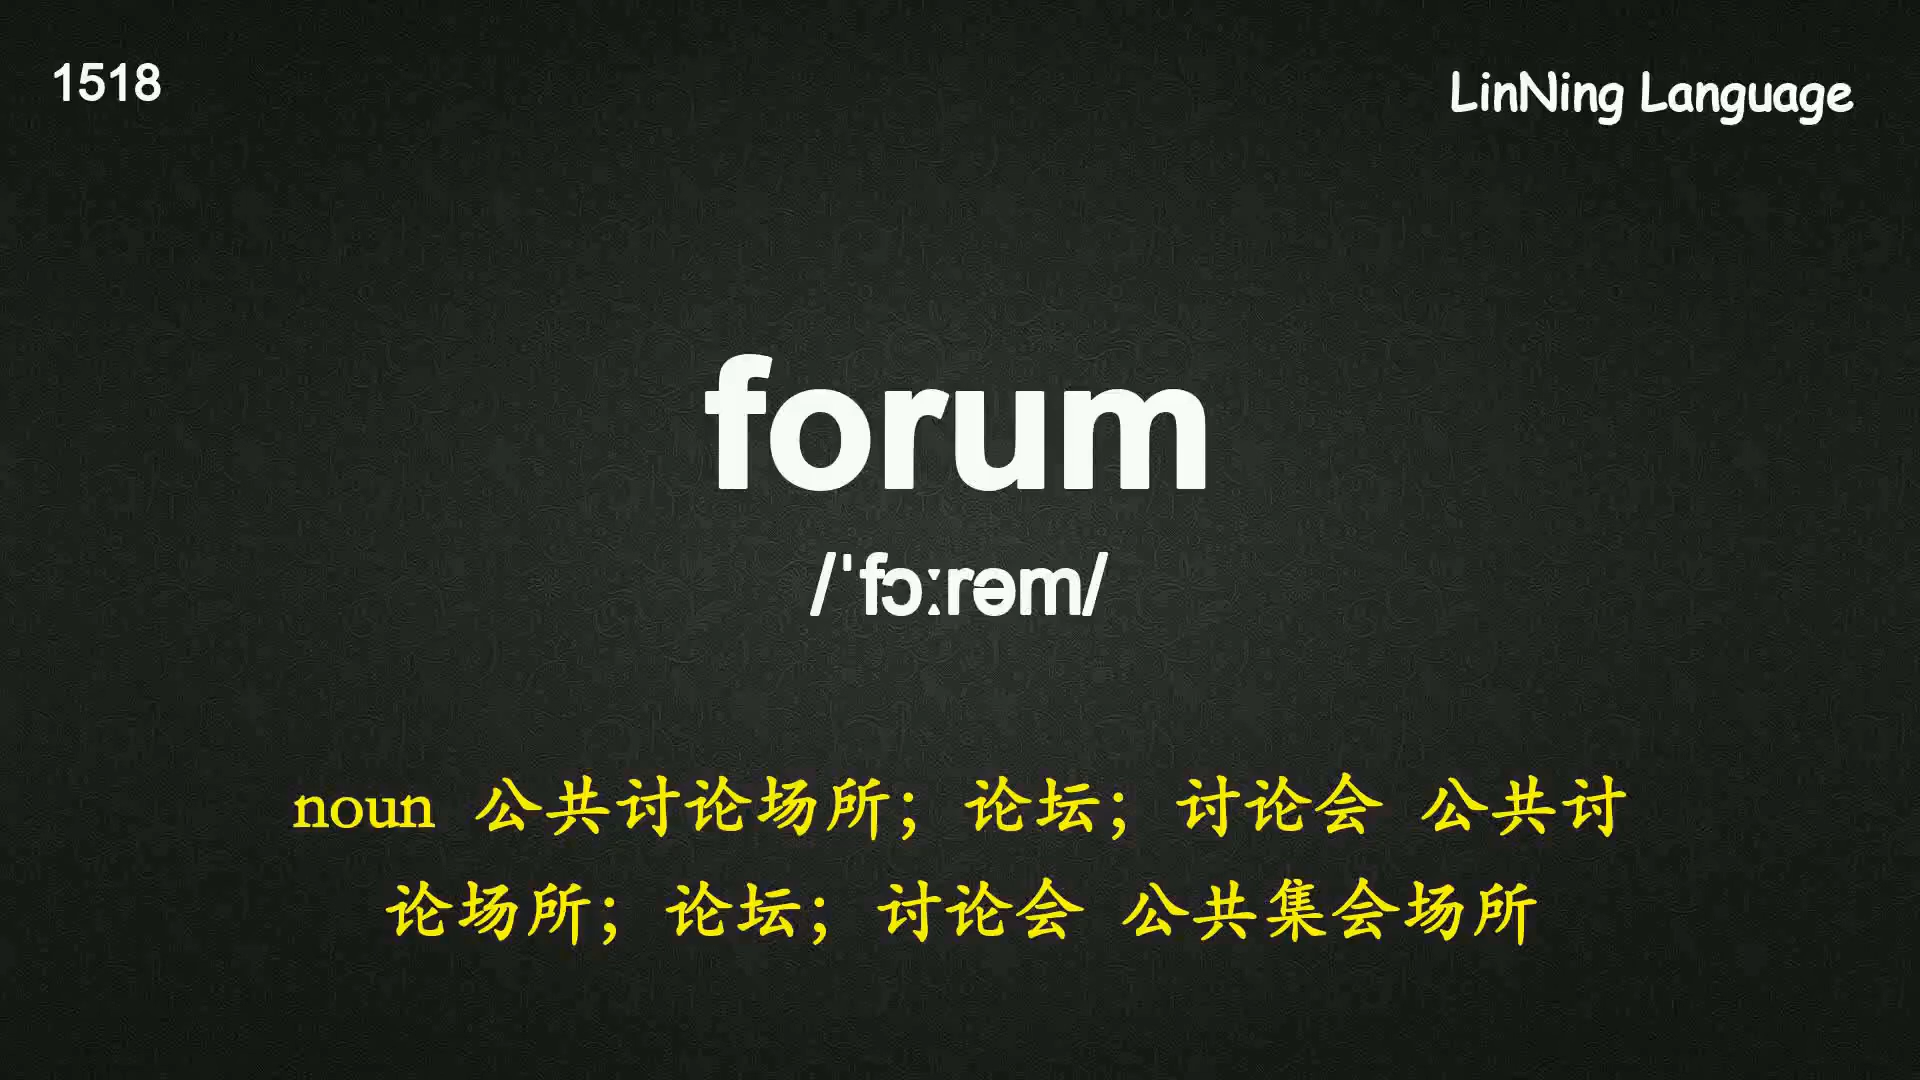 1518
LinNing Language
forum
/ˈfɔːrəm/
noun 公共讨论场所；论坛；讨论会 公共讨
论场所；论坛；讨论会 公共集会场所